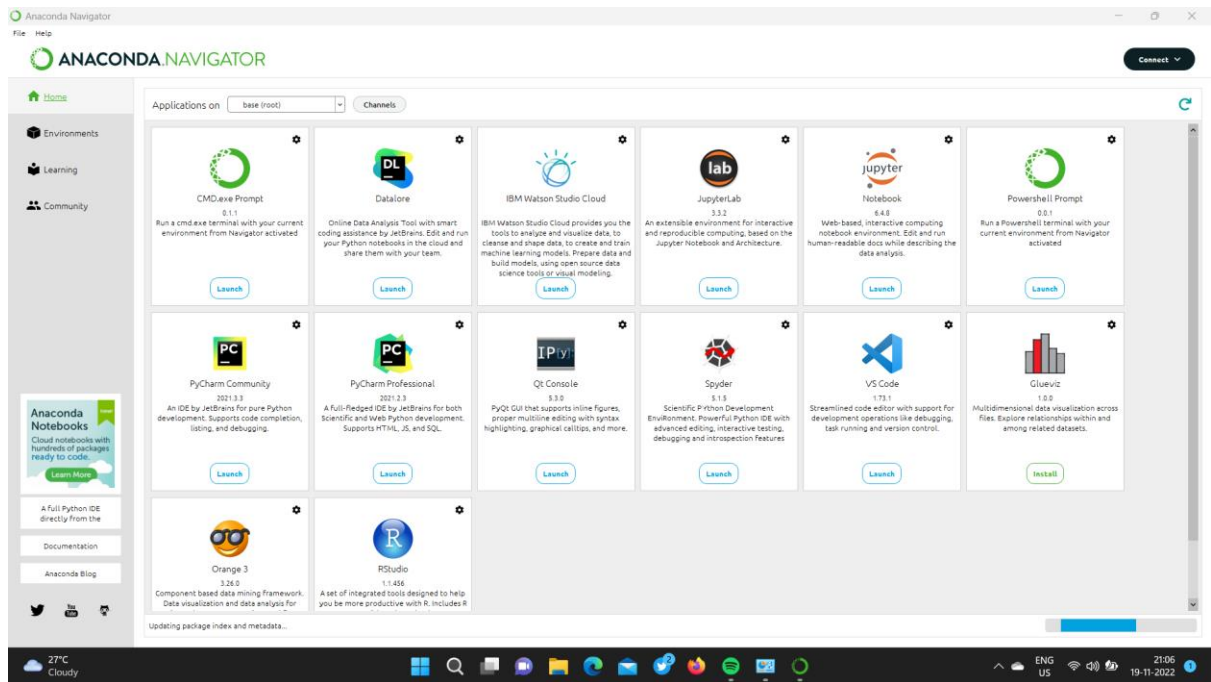 Anaconda Navigator
File Help
ANACONDA.NAVIGATOR
Connect
Home
Environments
Learning
Community
Applications on base (root) Channels
CMD.exe Prompt
0.1.1
Run a cmd.exe terminal with your current
environment from Navigator activated
Launch
DL
Datalore
Online Data Analysis Tool with smart
coding assistance by JetBrains. Edit and run
your Python notebooks in the cloud and
share them with your team.
Launch
IBM Watson Studio Cloud
IBM Watson Studio Cloud provides you the
tools to analyze and visualize data, to
cleanse and shape data, to create and train
machine learning models. Prepare data and
build models, using open source data
science tools or visual modeling.
Launch
lab
JupyterLab
3.3.2
An extensible environment for interactive
and reproducible computing, based on the
Jupyter Notebook and Architecture.
Launch
jupyter
Notebook
6.4.8
Web-based, interactive computing
notebook environment. Edit and run
human-readable docs while describing the
data analysis.
Launch
Powershell Prompt
0.0.1
Run a Powershell terminal with your
current environment from Navigator
activated
Launch
PC
PyCharm Community
2021.3.3
An IDE by JetBrains for pure Python
development. Supports code completion,
listing, and debugging.
Launch
PC
PyCharm Professional
2021.2.3
A full-fledged IDE by JetBrains for both
Scientific and Web Python development.
Supports HTML, JS, and SQL.
Launch
IP[y]:
Qt Console
5.3.0
PyQt GUI that supports inline figures,
proper multiline editing with syntax
highlighting, graphical calltips, and more.
Launch
Spyder
5.1.5
Scientific PYthon Development
EnviRonment. Powerful Python IDE with
advanced editing, interactive testing,
debugging and introspection features
Launch
VS Code
1.73.1
Streamlined code editor with support for
development operations like debugging,
task running and version control.
Launch
Glueviz
1.0.0
Multidimensional data visualization across
files. Explore relationships within and
among related datasets.
Install
Orange 3
3.26.0
Component based data mining framework.
Data visualization and data analysis for
R
RStudio
1.1.456
A set of integrated tools designed to help
you be more productive with R. Includes R
Anaconda
Notebooks
Cloud notebooks with
hundreds of packages
ready to code.
Learn More
A full Python IDE
directly from the
Documentation
Anaconda Blog
You
Tube
Updating package index and metadata...
27°C
Cloudy
2
ENG
US
21:06
19-11-2022
1